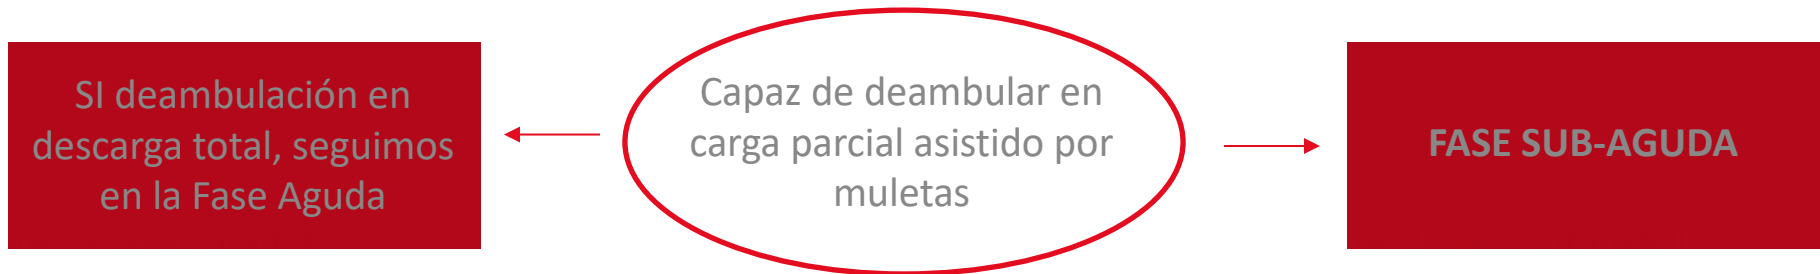 SI deambulación en
descarga total, seguimos
en la Fase Aguda
Capaz de deambular en
carga parcial asistido por
muletas
FASE SUB-AGUDA